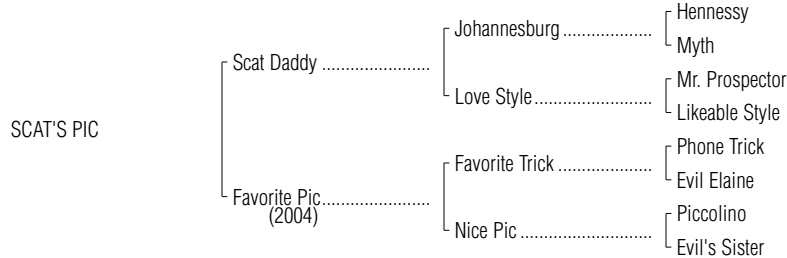 Hennessy
Johannesburg ....................
Myth
Scat Daddy .......................
Mr. Prospector
Love Style..........................
Likeable Style
SCAT'S PIC
Phone Trick
Favorite Trick .....................
Evil Elaine
Favorite Pic.......................
(2004)
Piccolino
Nice Pic .............................
Evil's Sister